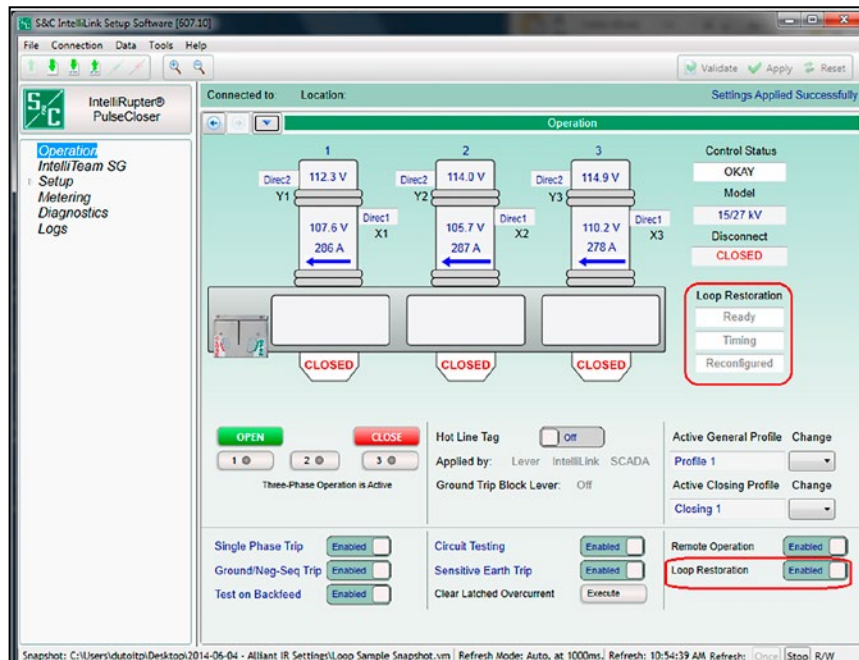 S&C IntelliLink Setup Software [607.10]
File Connection Data Tools Help
Validate Apply Reset
S&C
IntelliRupter®
PulseCloser
Connected to: Location: Settings Applied Successfully
Operation
Operation
IntelliTeam SG
Setup
Metering
Diagnostics
Logs
1 2 3
Direc2 112.3 V Direc2 114.0 V Direc2 114.9 V
Y1 Y2 Y3
Direc1 Direc1 Direc1
107.6 V X1 105.7 V X2 110.2 V X3
286 A 287 A 278 A
CLOSED CLOSED CLOSED
Control Status
OKAY
Model
15/27 kV
Disconnect
CLOSED
Loop Restoration
Ready
Timing
Reconfigured
OPEN CLOSE
1 2 3
Three-Phase Operation is Active
Hot Line Tag Off
Applied by: Lever IntelliLink SCADA
Ground Trip Block Lever: Off
Active General Profile Change
Profile 1
Active Closing Profile Change
Closing 1
Single Phase Trip Enabled
Ground/Neg-Seq Trip Enabled
Test on Backfeed Enabled
Circuit Testing Enabled
Sensitive Earth Trip Enabled
Clear Latched Overcurrent Execute
Remote Operation Enabled
Loop Restoration Enabled
Snapshot: C:\Users\dutoitp\Desktop\2014-06-04 - Alliant IR Settings\Loop Sample Snapshot.vm Refresh Mode: Auto, at 1000ms. Refresh: 10:54:39 AM Refresh: Once Stop R/W